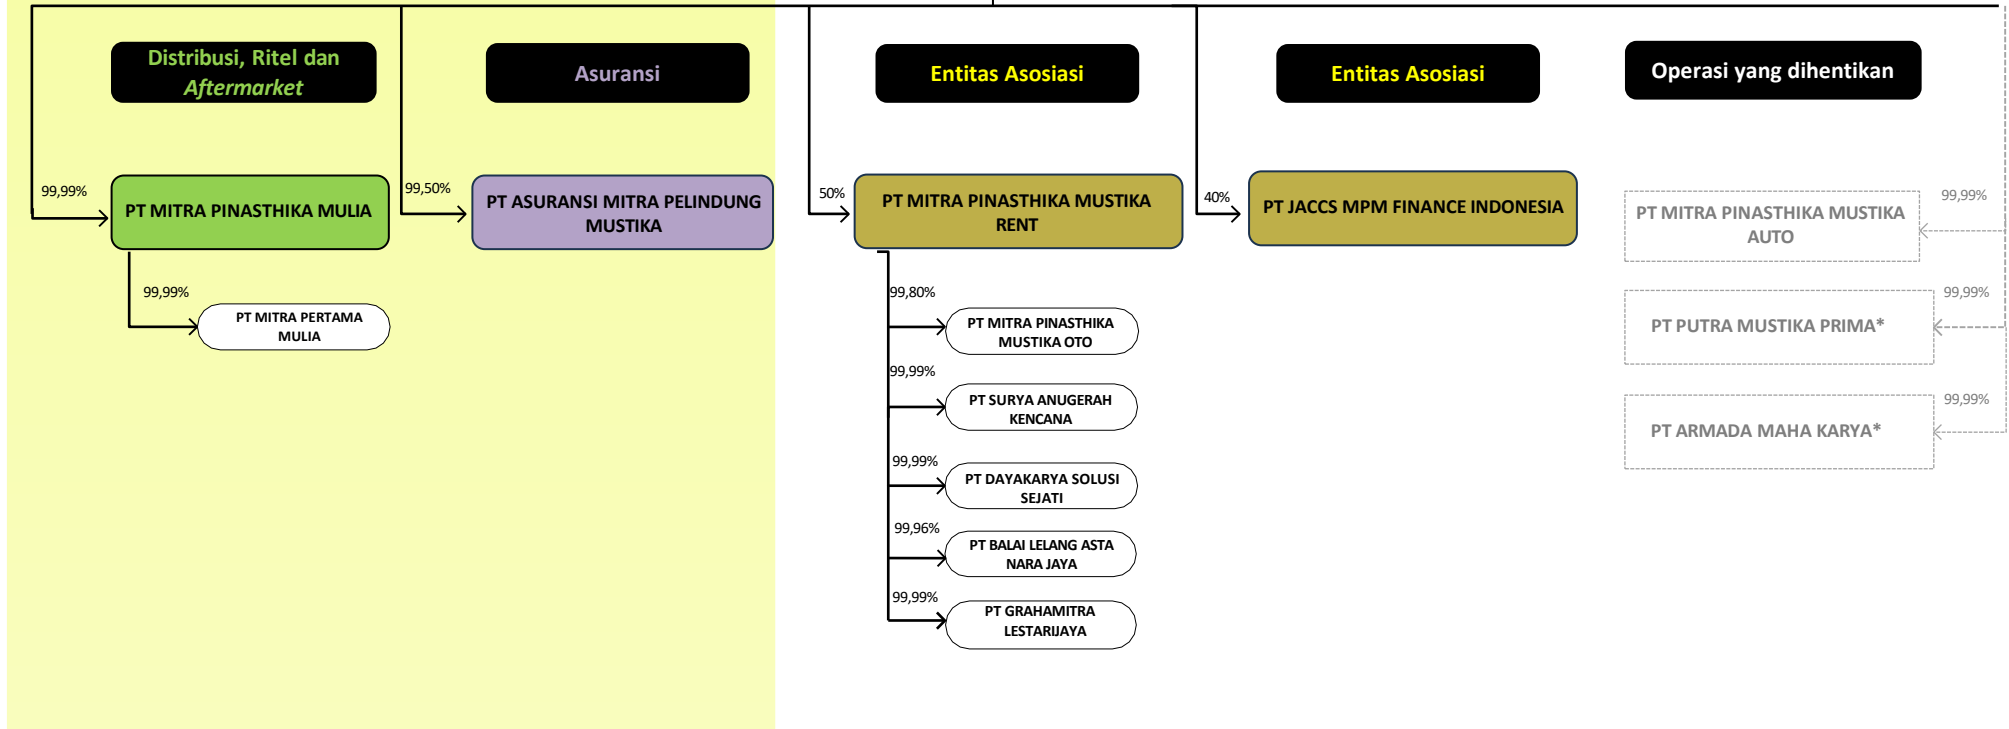 Distribusi, Ritel dan
Aftermarket
Asuransi
Entitas Asosiasi
Entitas Asosiasi
Operasi yang dihentikan
99,99%
PT MITRA PINASTHIKA MULIA
99,50%
PT ASURANSI MITRA PELINDUNG
MUSTIKA
50%
PT MITRA PINASTHIKA MUSTIKA
RENT
40%
PT JACCS MPM FINANCE INDONESIA
99,99%
PT MITRA PINASTHIKA MUSTIKA
AUTO
99,99%
PT MITRA PERTAMA
MULIA
99,80%
PT MITRA PINASTHIKA
MUSTIKA OTO
99,99%
PT SURYA ANUGERAH
KENCANA
99,99%
PT DAYAKARYA SOLUSI
SEJATI
99,96%
PT BALAI LELANG ASTA
NARA JAYA
99,99%
PT GRAHAMITRA
LESTARIJAYA
99,99%
PT PUTRA MUSTIKA PRIMA*
99,99%
PT ARMADA MAHA KARYA*